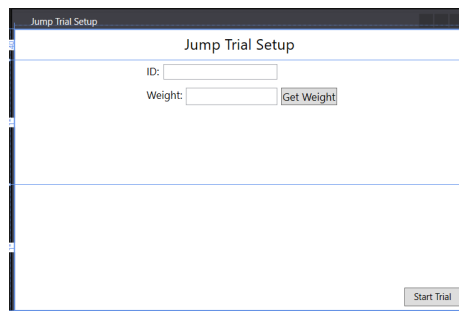 Jump Trial Setup
Jump Trial Setup
ID:
Weight: Get Weight
Start Trial